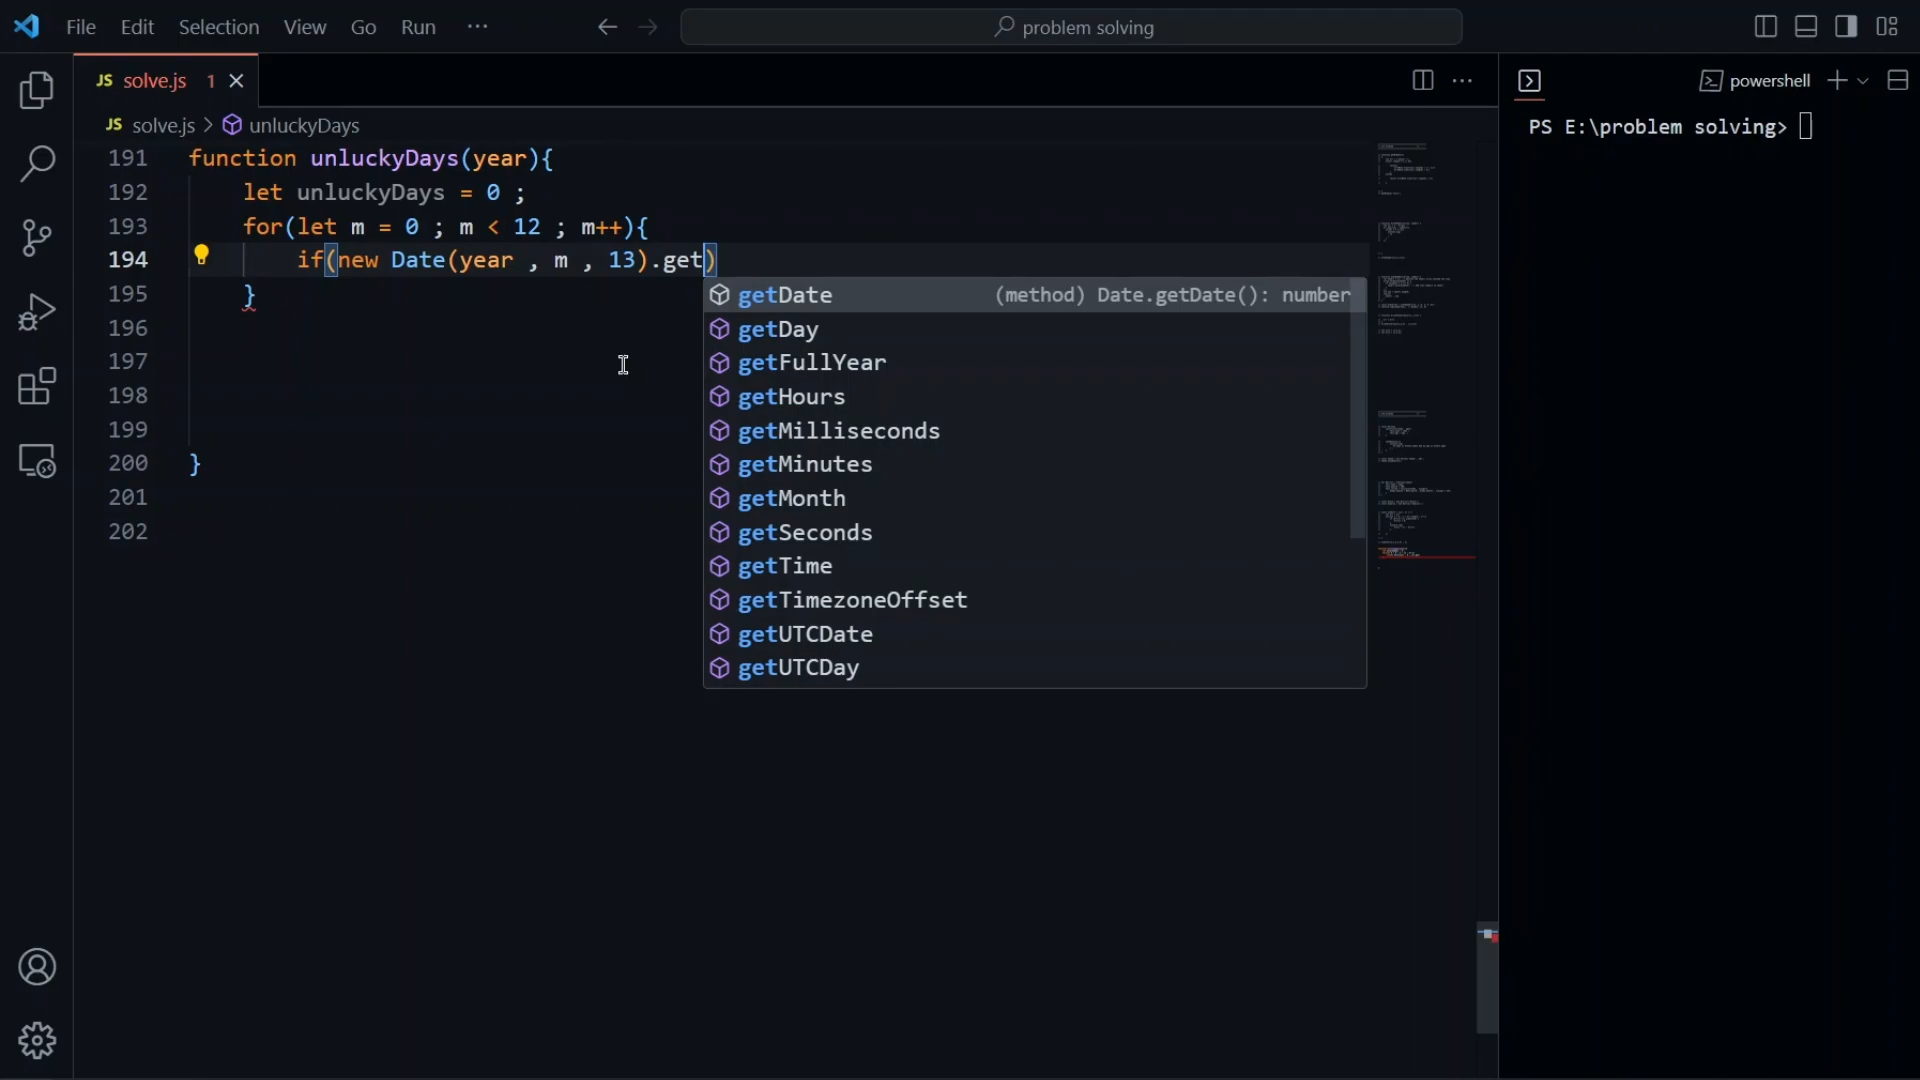 File Edit Selection View Go Run ··· problem solving
JS solve.js 1
powershell
JS solve.js > unluckyDays
PS E:\problem solving>
191 function unluckyDays(year){
192 let unluckyDays = 0 ;
193 for(let m = 0 ; m < 12 ; m++){
194 if(new Date(year , m , 13).get)
195 }
196
197
198
199
200 }
201
202
getDate (method) Date.getDate(): number
getDay
getFullYear
getHours
getMilliseconds
getMinutes
getMonth
getSeconds
getTime
getTimezoneOffset
getUTCDate
getUTCDay